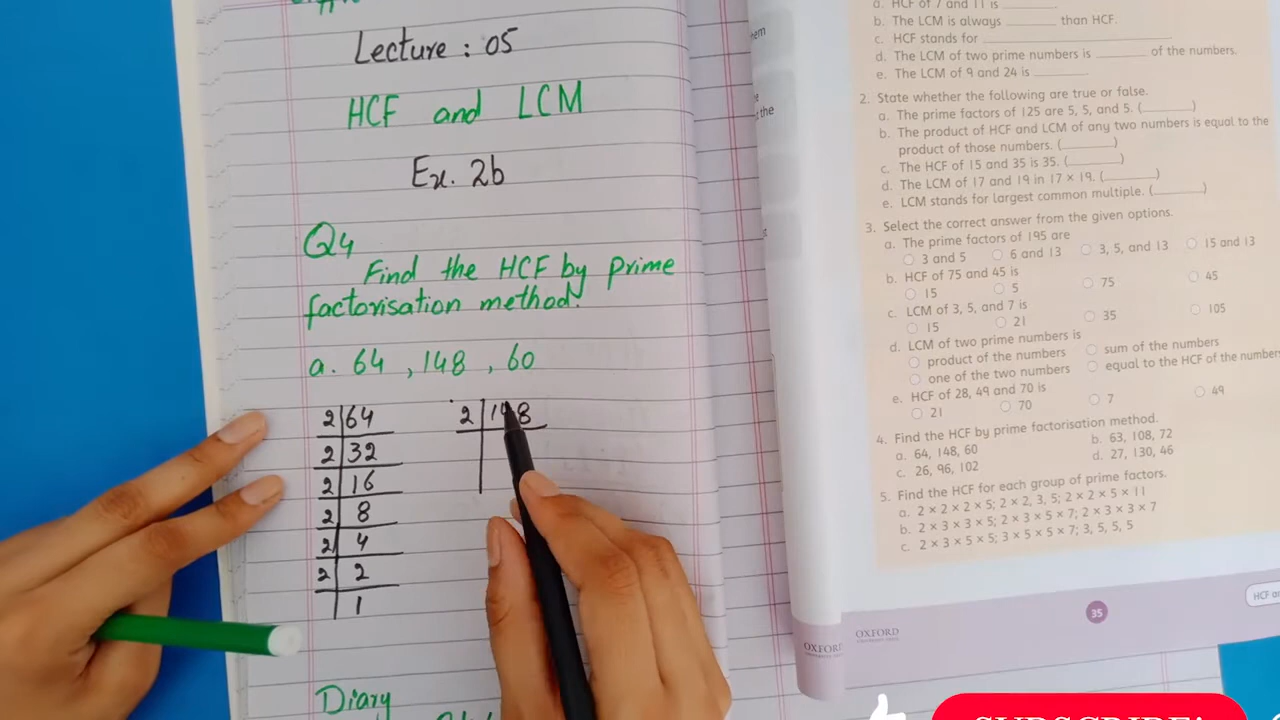 Lecture : 05
HCF and LCM
Ex. 2b
Q4
Find the HCF by prime
factorisation method.
a. 64 , 148 , 60
2 64
2 32
2 16
2 8
2 4
2 2
1
2 148
Diary
a. HCF of 7 and 11 is ______.
b. The LCM is always ______ than HCF.
c. HCF stands for ______
d. The LCM of two prime numbers is ______ of the numbers.
e. The LCM of 9 and 24 is ______.
2. State whether the following are true or false.
a. The prime factors of 125 are 5, 5, and 5. (______)
b. The product of HCF and LCM of any two numbers is equal to the
product of those numbers. (______)
c. The HCF of 15 and 35 is 35. (______)
d. The LCM of 17 and 19 in 17 × 19. (______)
e. LCM stands for largest common multiple. (______)
3. Select the correct answer from the given options.
a. The prime factors of 195 are
3 and 5 6 and 13 3, 5, and 13 15 and 13
b. HCF of 75 and 45 is
15 5 75 45
c. LCM of 3, 5, and 7 is
15 21 35 105
d. LCM of two prime numbers is
product of the numbers sum of the numbers
one of the two numbers equal to the HCF of the numbers
e. HCF of 28, 49 and 70 is
21 70 7 49
4. Find the HCF by prime factorisation method.
a. 64, 148, 60 b. 63, 108, 72
c. 26, 96, 102 d. 27, 130, 46
5. Find the HCF for each group of prime factors.
a. 2 × 2 × 2 × 5; 2 × 2, 3, 5; 2 × 2 × 5 × 11
b. 2 × 3 × 3 × 5; 2 × 3 × 5 × 7; 2 × 3 × 3 × 7
c. 2 × 3 × 5 × 5; 3 × 5 × 5 × 7; 3, 5, 5, 5
35
HCF
OXFORD
OXFORD
the
SUBSCRIBE!